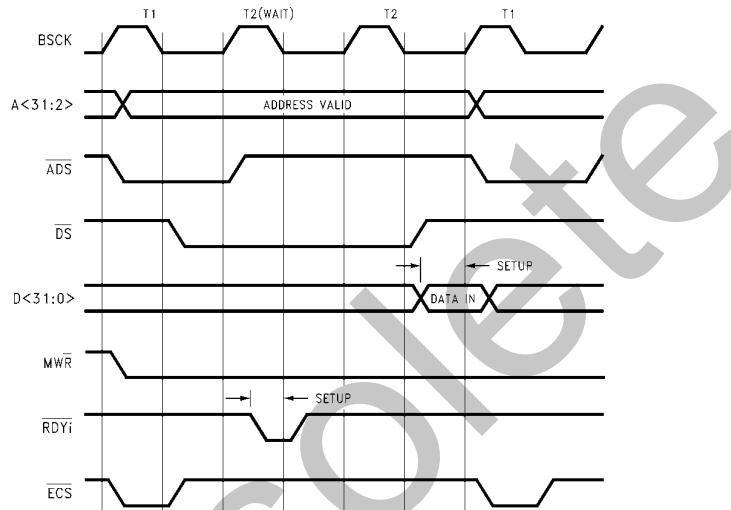 T1 T2(WAIT) T2 T1
BSCK
A<31:2> ADDRESS VALID
ADS
DS
SETUP
D<31:0> DATA IN
MWR
SETUP
RDYi
ECS
olete